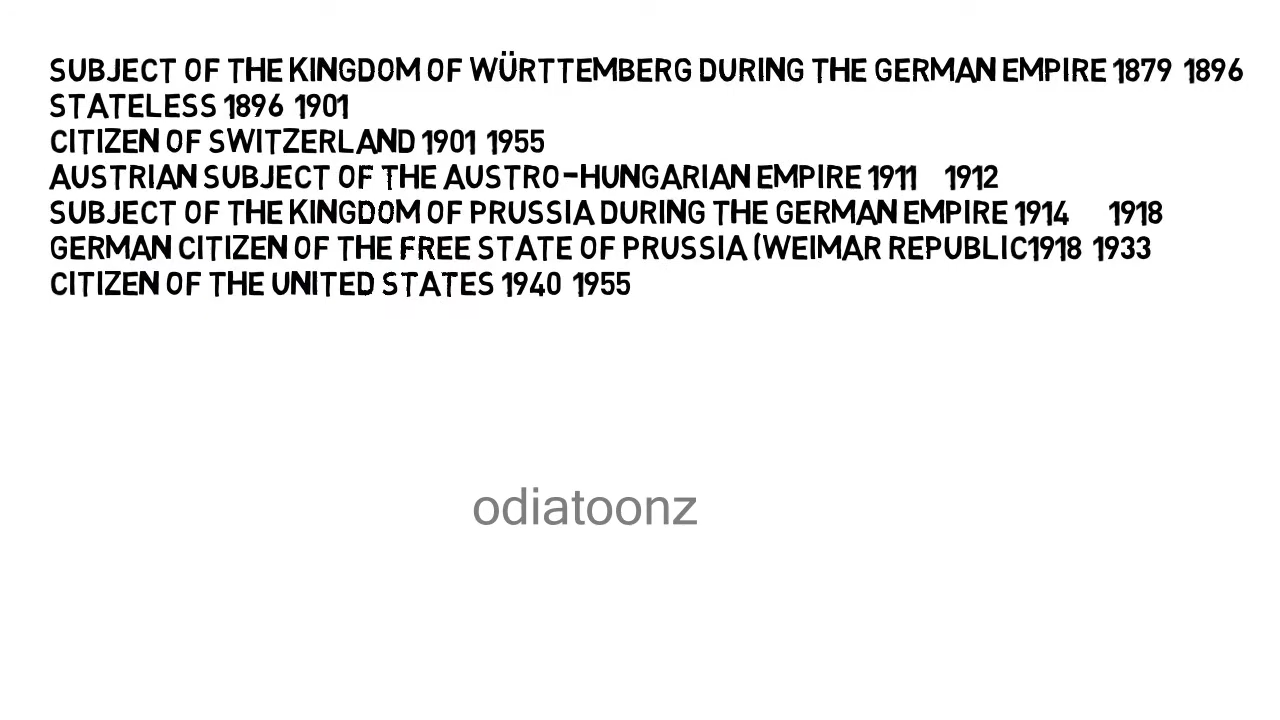 SUBJECT OF THE KINGDOM OF WÜRTTEMBERG DURING THE GERMAN EMPIRE 1879 1896
STATELESS 1896 1901
CITIZEN OF SWITZERLAND 1901 1955
AUSTRIAN SUBJECT OF THE AUSTRO-HUNGARIAN EMPIRE 1911 1912
SUBJECT OF THE KINGDOM OF PRUSSIA DURING THE GERMAN EMPIRE 1914 1918
GERMAN CITIZEN OF THE FREE STATE OF PRUSSIA (WEIMAR REPUBLIC1918 1933
CITIZEN OF THE UNITED STATES 1940 1955
odiatoonz